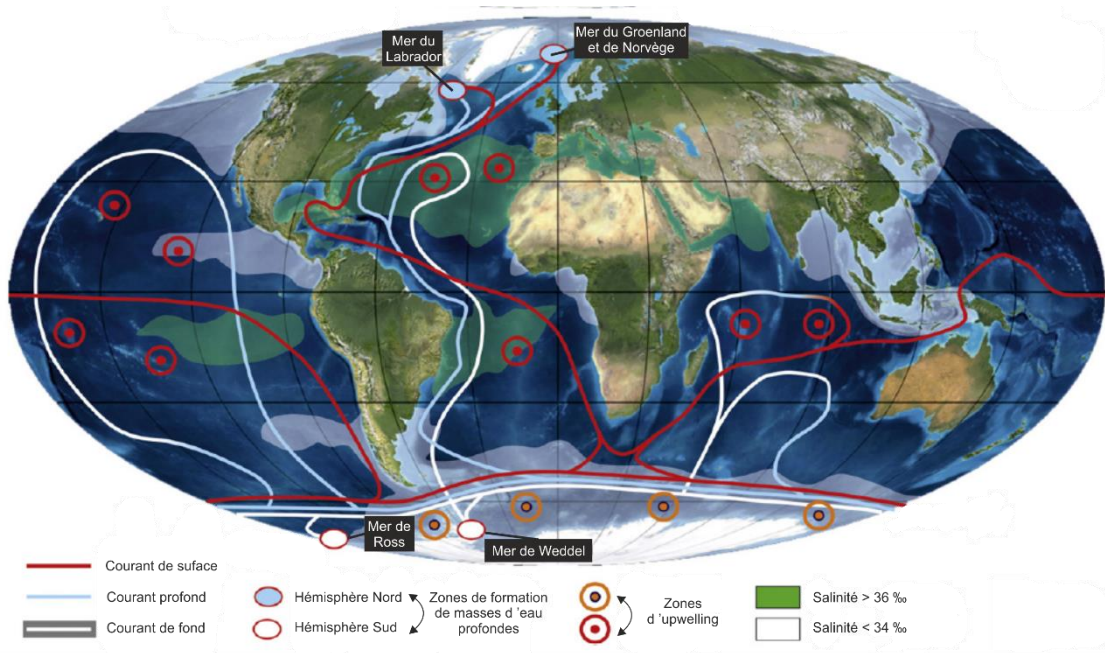 Mer du Groenland
et de Norvège
Mer du
Labrador
Mer de
Ross
Mer de Weddel
Courant de suface
Courant profond
Courant de fond
Hémisphère Nord
Hémisphère Sud
Zones de formation
de masses d 'eau
profondes
Zones
d 'upwelling
Salinité > 36 ‰
Salinité < 34 ‰